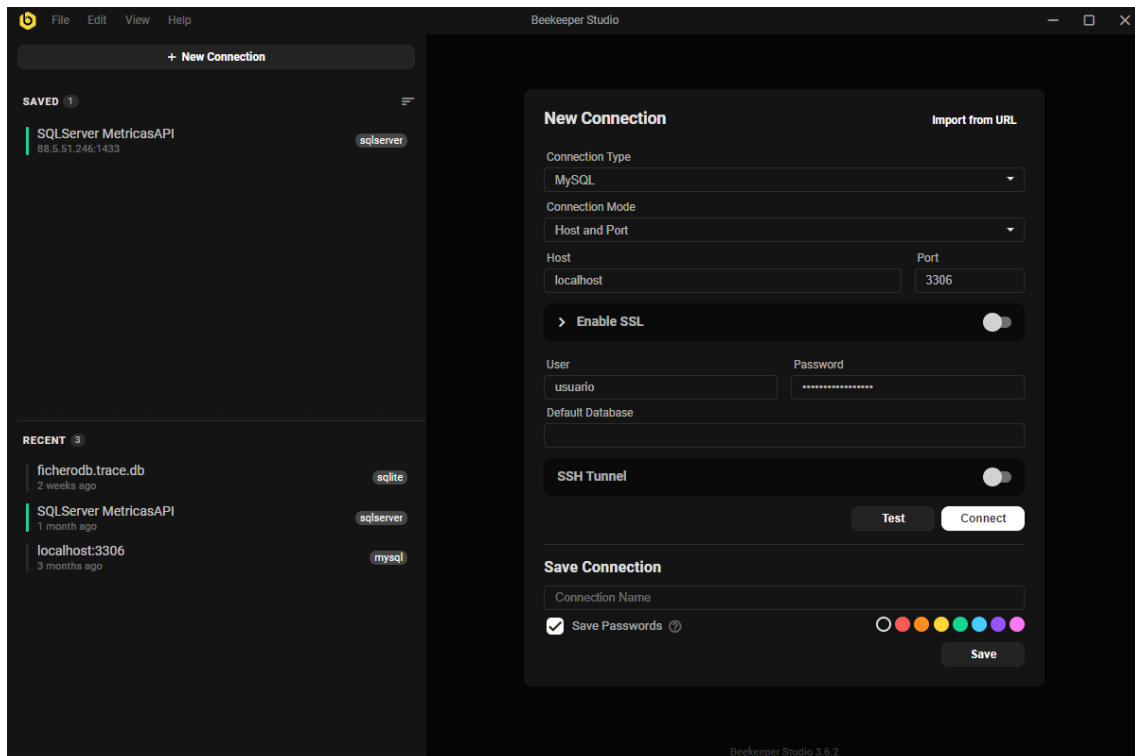 File Edit View Help
Beekeeper Studio
+ New Connection
SAVED 1
SQLServer MetricasAPI
88.5.51.246:1433
sqlserver
RECENT 3
ficherodb.trace.db
2 weeks ago
sqlite
SQLServer MetricasAPI
1 month ago
sqlserver
localhost:3306
3 months ago
mysql
New Connection
Import from URL
Connection Type
MySQL
Connection Mode
Host and Port
Host
Port
localhost
3306
Enable SSL
User
Password
usuario
•••••••••••••••••
Default Database
SSH Tunnel
Test
Connect
Save Connection
Connection Name
Save Passwords ?
Save
Beekeeper Studio 3.6.2